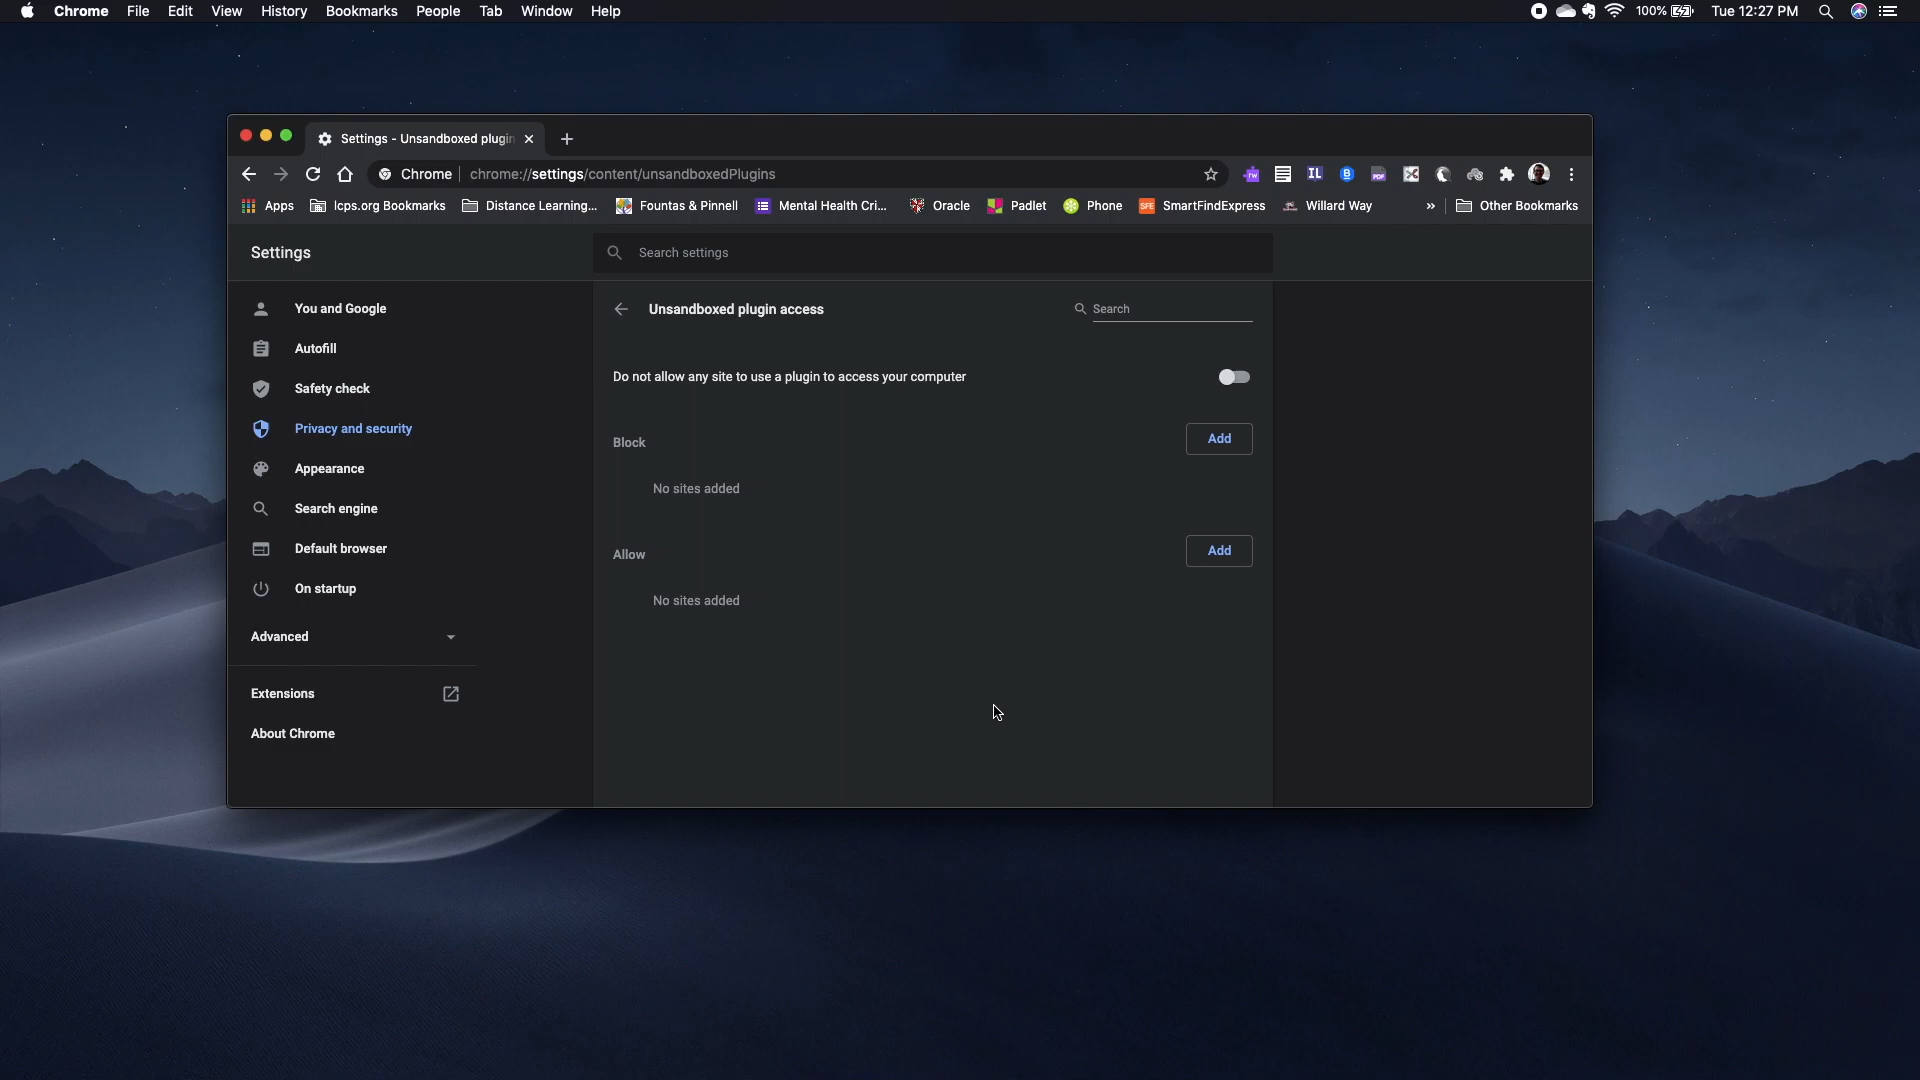 Chrome File Edit View History Bookmarks People Tab Window Help 100% Tue 12:27 PM
Settings - Unsandboxed plugin
Chrome chrome://settings/content/unsandboxedPlugins rw IL B PDF
Apps lcps.org Bookmarks Distance Learning... Fountas & Pinnell Mental Health Cri... Oracle Padlet Phone SFE SmartFindExpress Willard Way » Other Bookmarks
Settings
Search settings
You and Google
Autofill
Safety check
Privacy and security
Appearance
Search engine
Default browser
On startup
Advanced
Extensions
About Chrome
Unsandboxed plugin access
Search
Do not allow any site to use a plugin to access your computer
Block
Add
No sites added
Allow
Add
No sites added